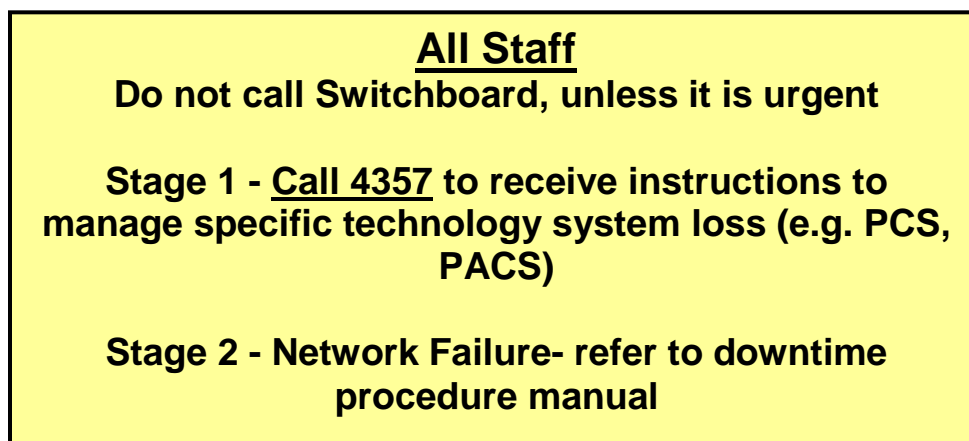 All Staff
Do not call Switchboard, unless it is urgent
Stage 1 - Call 4357 to receive instructions to
manage specific technology system loss (e.g. PCS,
PACS)
Stage 2 - Network Failure- refer to downtime
procedure manual